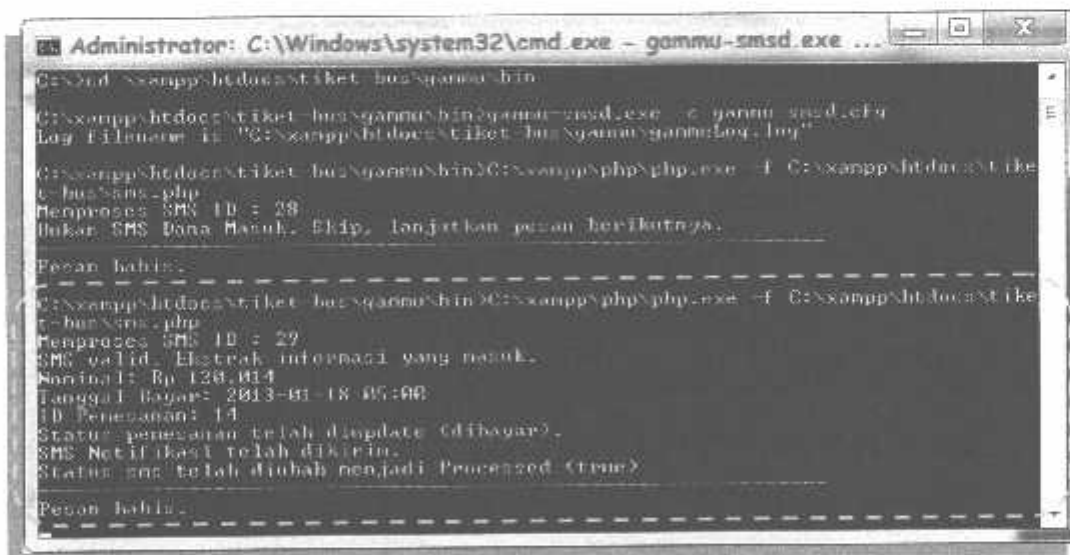 Administrator: C:\Windows\system32\cmd.exe - gammu-smsd.exe ...
C:\>cd \xampp\htdocs\tiket-bus\gammu\bin
C:\xampp\htdocs\tiket-bus\gammu\bin>gammu-smsd.exe -c gammu-smsd.cfg
Log filename is "C:\xampp\htdocs\tiket-bus\gammu\gammuLog.log"
C:\xampp\htdocs\tiket-bus\gammu\bin>C:\xampp\php\php.exe -f C:\xampp\htdocs\tike
t-bus\sms.php
Memproses SMS ID : 28
Bukan SMS Dana Masuk. Skip, lanjutkan pesan berikutnya.
Pesan habis.
C:\xampp\htdocs\tiket-bus\gammu\bin>C:\xampp\php\php.exe -f C:\xampp\htdocs\tike
t-bus\sms.php
Memproses SMS ID : 29
SMS valid. Ekstrak informasi yang masuk.
Nominal: Rp 120.014
Tanggal Bayar: 2013-01-18 05:00
ID Pemesanan: 14
Status pemesanan telah diupdate (dibayar).
SMS Notifikasi telah dikirim.
Status sms telah diubah menjadi Processed (true)
Pesan habis.